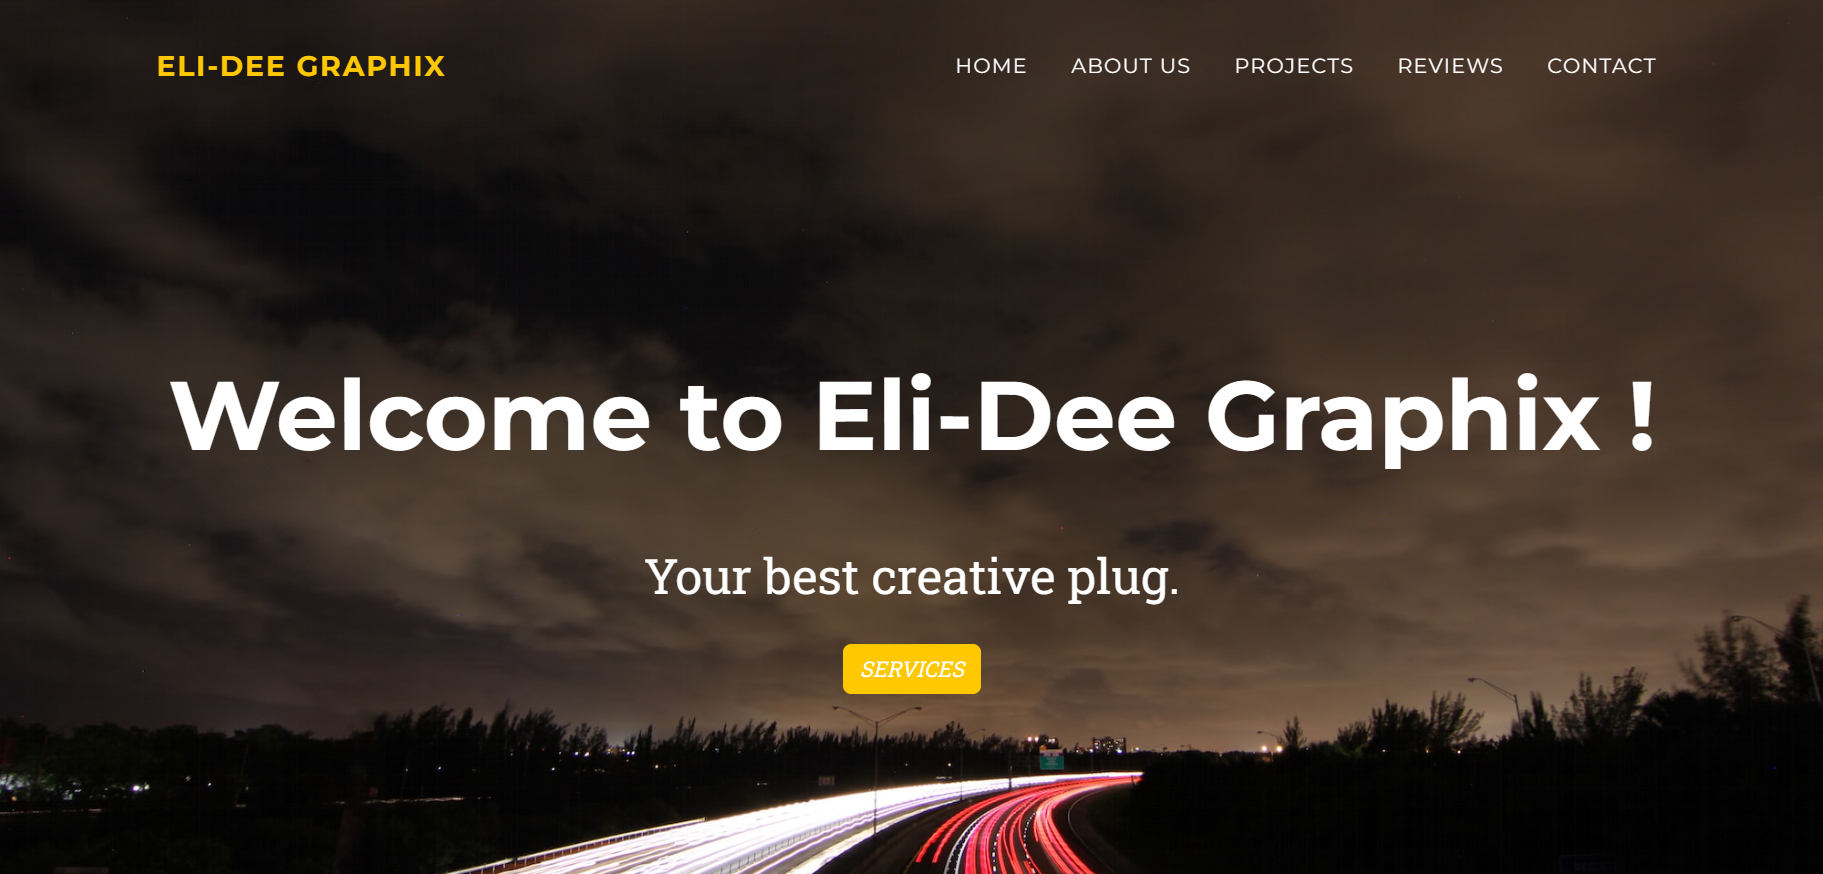 ELI-DEE GRAPHIX
HOME ABOUT US PROJECTS REVIEWS CONTACT
Welcome to Eli-Dee Graphix !
Your best creative plug.
SERVICES